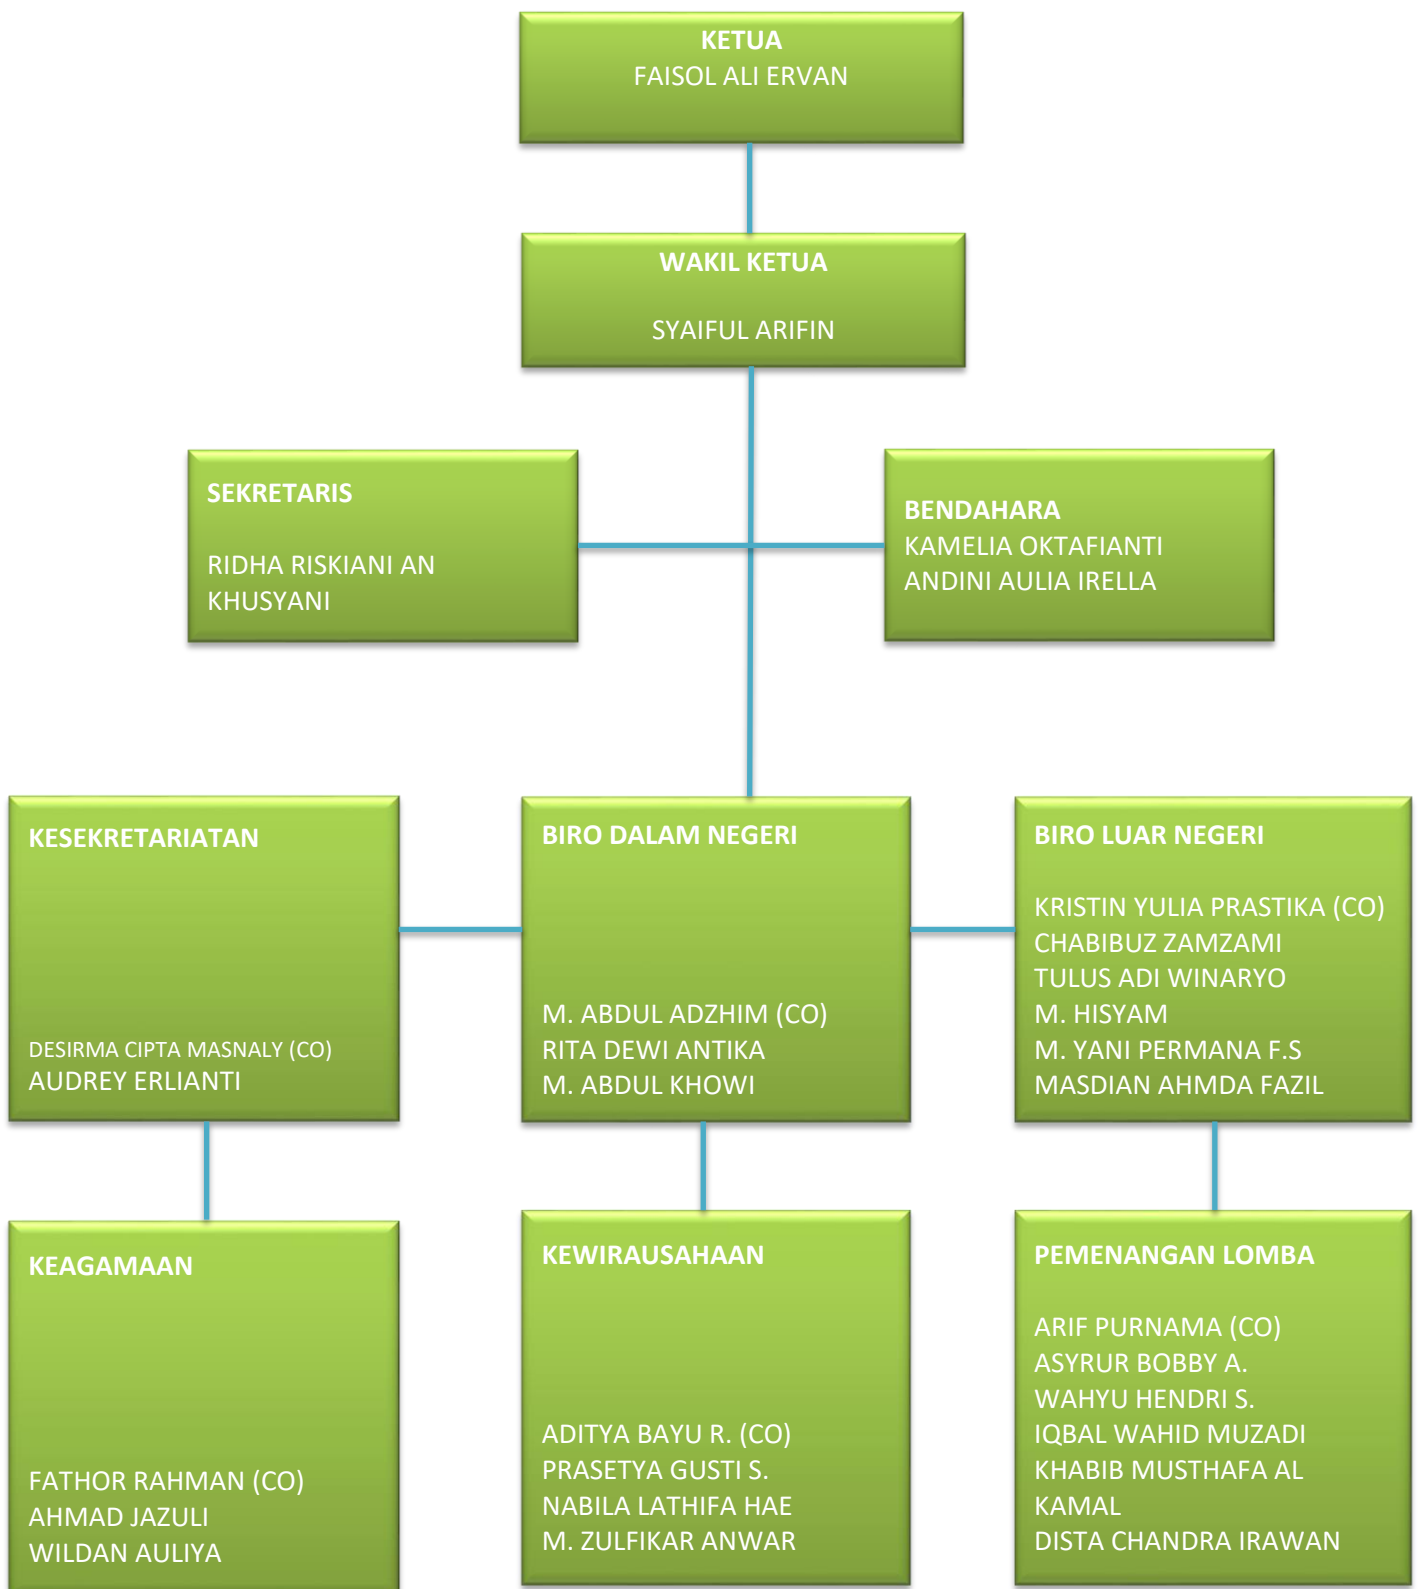 KETUA
FAISOL ALI ERVAN
WAKIL KETUA
SYAIFUL ARIFIN
SEKRETARIS
RIDHA RISKIANI AN
KHUSYANI
BENDAHARA
KAMELIA OKTAFIANTI
ANDINI AULIA IRELLA
KESEKRETARIATAN
DESIRMA CIPTA MASNALY (CO)
AUDREY ERLIANTI
BIRO DALAM NEGERI
M. ABDUL ADZHIM (CO)
RITA DEWI ANTIKA
M. ABDUL KHOWI
BIRO LUAR NEGERI
KRISTIN YULIA PRASTIKA (CO)
CHABIBUZ ZAMZAMI
TULUS ADI WINARYO
M. HISYAM
M. YANI PERMANA F.S
MASDIAN AHMDA FAZIL
KEAGAMAAN
FATHOR RAHMAN (CO)
AHMAD JAZULI
WILDAN AULIYA
KEWIRAUSAHAAN
ADITYA BAYU R. (CO)
PRASETYA GUSTI S.
NABILA LATHIFA HAE
M. ZULFIKAR ANWAR
PEMENANGAN LOMBA
ARIF PURNAMA (CO)
ASYRUR BOBBY A.
WAHYU HENDRI S.
IQBAL WAHID MUZADI
KHABIB MUSTHAFA AL
KAMAL
DISTA CHANDRA IRAWAN